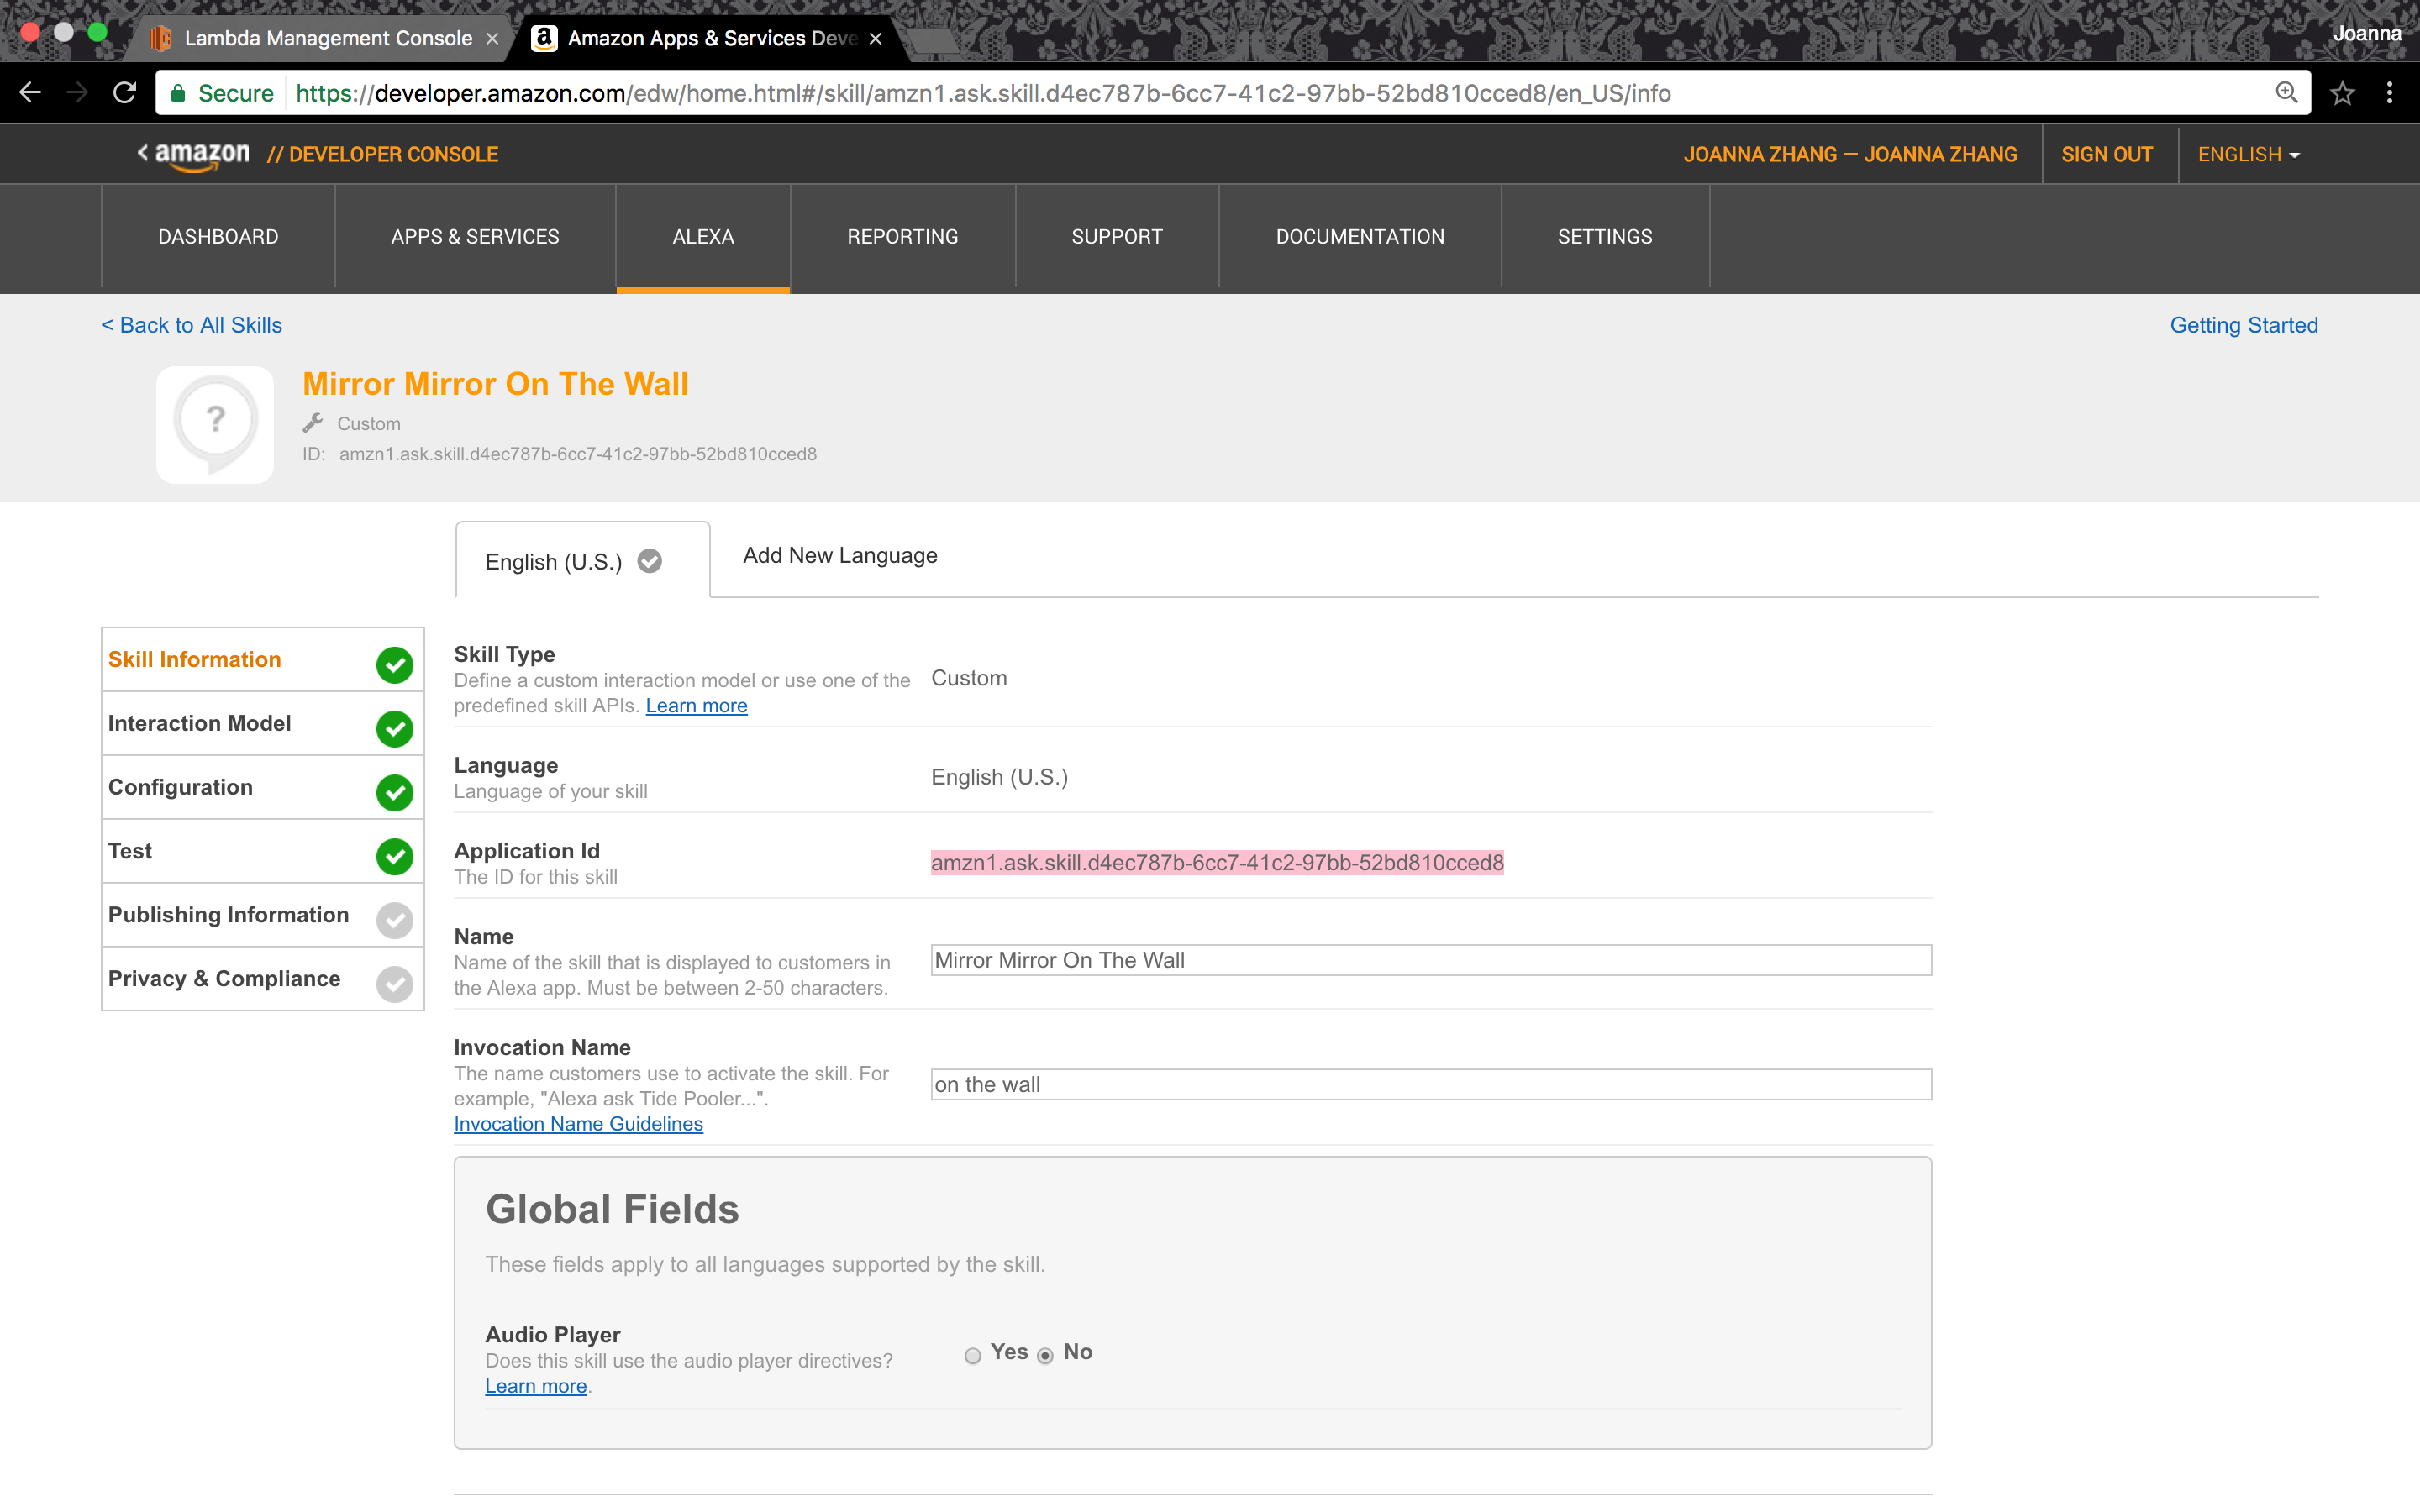 Lambda Management Console
Amazon Apps & Services Deve
Joanna
Secure https://developer.amazon.com/edw/home.html#/skill/amzn1.ask.skill.d4ec787b-6cc7-41c2-97bb-52bd810cced8/en_US/info
< amazon // DEVELOPER CONSOLE
JOANNA ZHANG — JOANNA ZHANG
SIGN OUT
ENGLISH
DASHBOARD
APPS & SERVICES
ALEXA
REPORTING
SUPPORT
DOCUMENTATION
SETTINGS
< Back to All Skills
Getting Started
?
Mirror Mirror On The Wall
Custom
ID: amzn1.ask.skill.d4ec787b-6cc7-41c2-97bb-52bd810cced8
English (U.S.)
Add New Language
Skill Information
Interaction Model
Configuration
Test
Publishing Information
Privacy & Compliance
Skill Type
Define a custom interaction model or use one of the
predefined skill APIs. Learn more
Custom
Language
Language of your skill
English (U.S.)
Application Id
The ID for this skill
amzn1.ask.skill.d4ec787b-6cc7-41c2-97bb-52bd810cced8
Name
Name of the skill that is displayed to customers in
the Alexa app. Must be between 2-50 characters.
Mirror Mirror On The Wall
Invocation Name
The name customers use to activate the skill. For
example, "Alexa ask Tide Pooler...".
Invocation Name Guidelines
on the wall
Global Fields
These fields apply to all languages supported by the skill.
Audio Player
Does this skill use the audio player directives?
Learn more.
Yes No